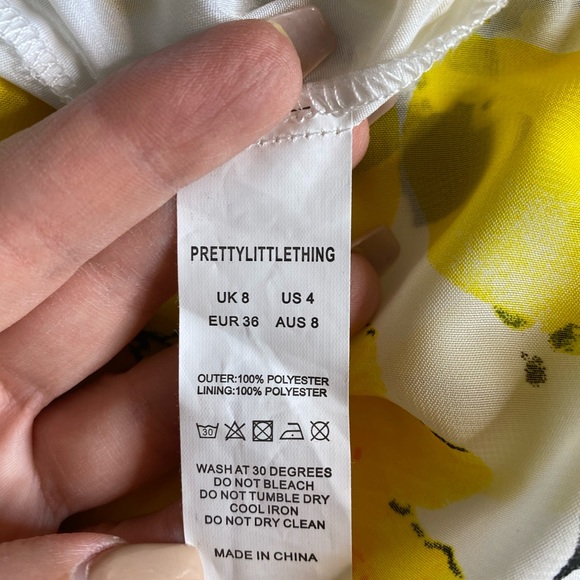 PRETTYLITTLETHING
UK 8 US 4
EUR 36 AUS 8
OUTER:100% POLYESTER
LINING:100% POLYESTER
30
WASH AT 30 DEGREES
DO NOT BLEACH
DO NOT TUMBLE DRY
COOL IRON
DO NOT DRY CLEAN
MADE IN CHINA